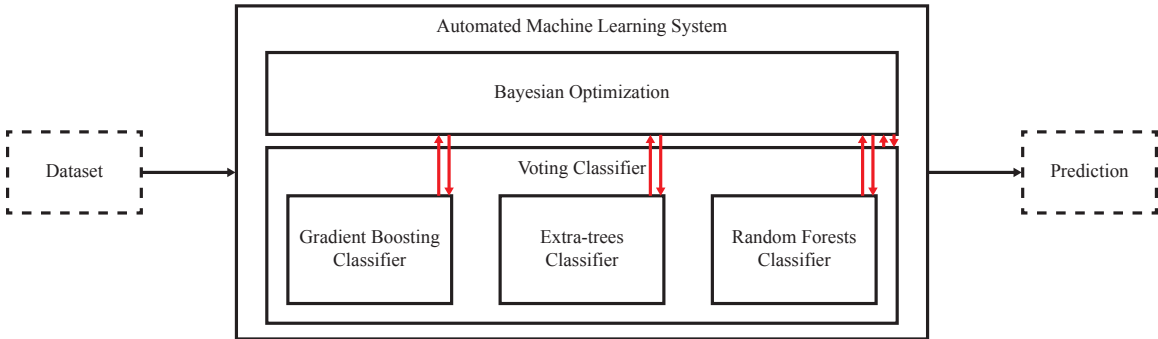 Automated Machine Learning System
Bayesian Optimization
Dataset
Voting Classifier
Prediction
Gradient Boosting
Classifier
Extra-trees
Classifier
Random Forests
Classifier